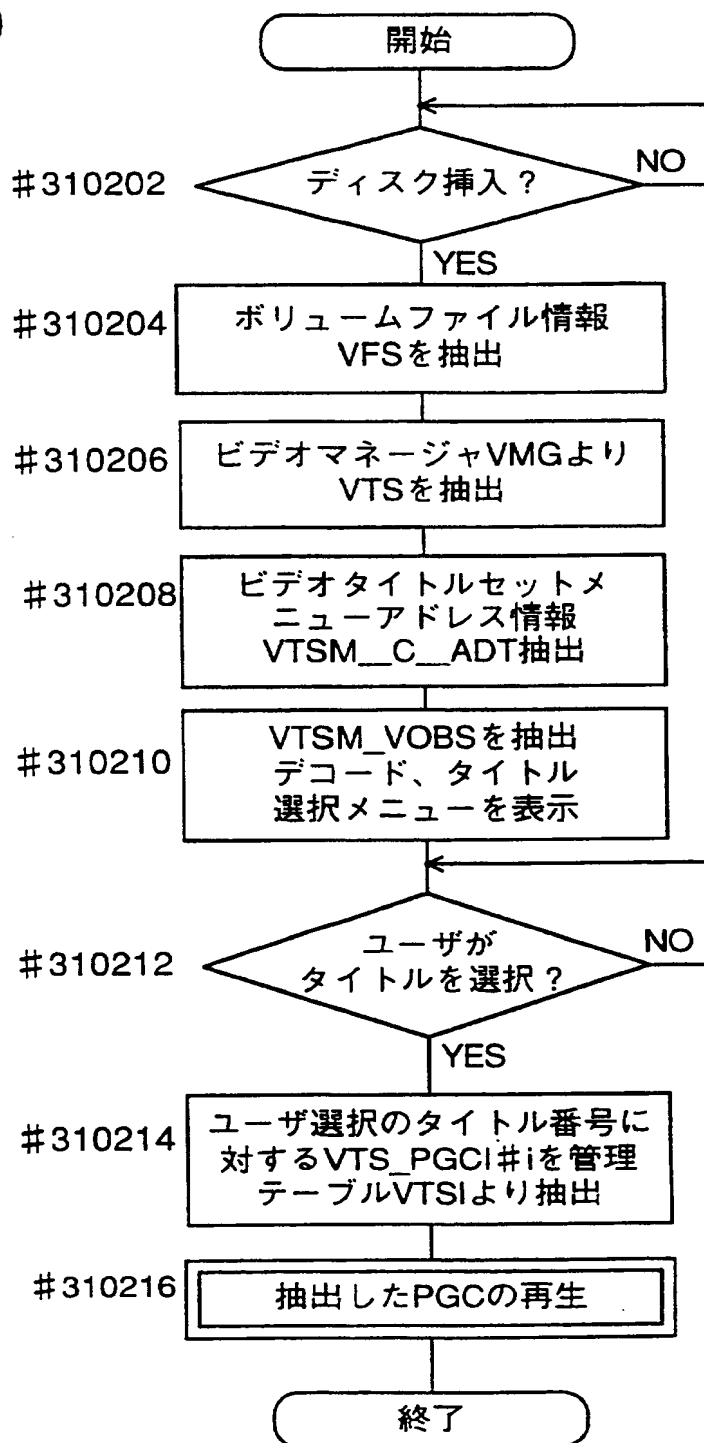 開始
ディスク挿入?
NO
#310202
YES
#310204
ボリュームファイル情報
VFSを抽出
#310206
ビデオマネージャVMGより
VTSを抽出
#310208
ビデオタイトルセットメ
ニューアドレス情報
VTSM__C__ADT抽出
#310210
VTSM_VOBSを抽出
デコード、タイトル
選択メニューを表示
#310212
ユーザが
タイトルを選択?
NO
YES
#310214
ユーザ選択のタイトル番号に
対するVTS_PGCI#iを管理
テーブルVTSIより抽出
#310216
抽出したPGCの再生
終了